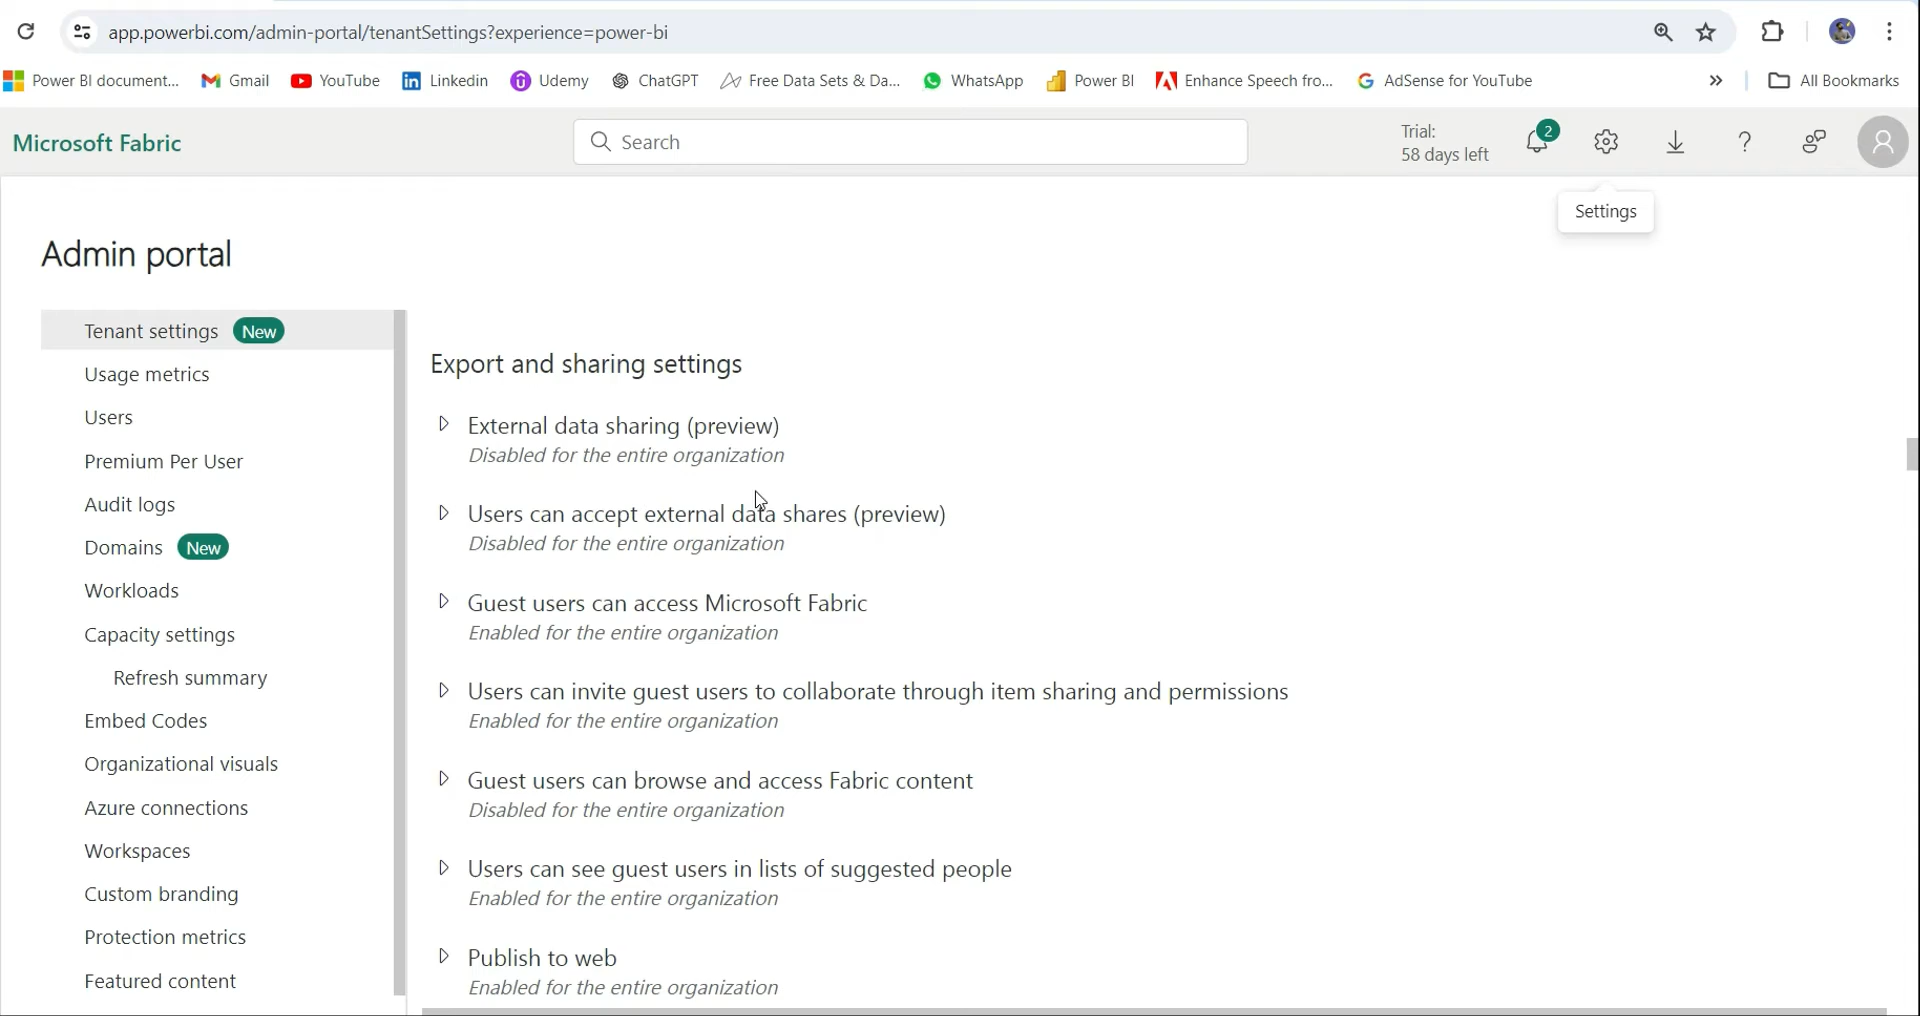 app.powerbi.com/admin-portal/tenantSettings?experience=power-bi
Power BI document... Gmail YouTube Linkedin Udemy ChatGPT Free Data Sets & Da... WhatsApp Power BI Enhance Speech fro... AdSense for YouTube » All Bookmarks
Microsoft Fabric
Search
Trial:
58 days left
2
Settings
Admin portal
Tenant settings New
Usage metrics
Users
Premium Per User
Audit logs
Domains New
Workloads
Capacity settings
Refresh summary
Embed Codes
Organizational visuals
Azure connections
Workspaces
Custom branding
Protection metrics
Featured content
Export and sharing settings
External data sharing (preview)
Disabled for the entire organization
Users can accept external data shares (preview)
Disabled for the entire organization
Guest users can access Microsoft Fabric
Enabled for the entire organization
Users can invite guest users to collaborate through item sharing and permissions
Enabled for the entire organization
Guest users can browse and access Fabric content
Disabled for the entire organization
Users can see guest users in lists of suggested people
Enabled for the entire organization
Publish to web
Enabled for the entire organization